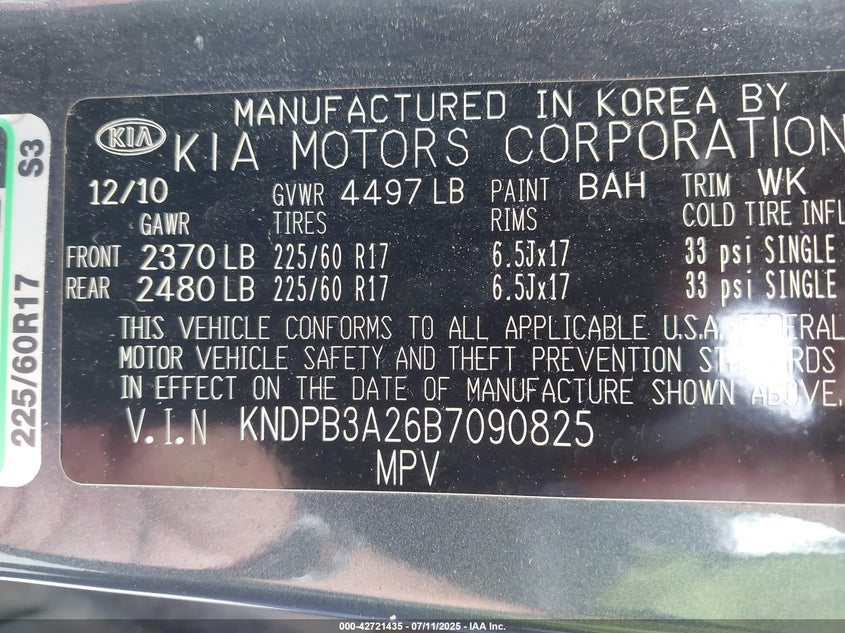 MANUFACTURED IN KOREA BY
KIA KIA MOTORS CORPORATION
12/10 GVWR 4497 LB PAINT BAH TRIM WK
GAWR TIRES RIMS COLD TIRE INFL
FRONT 2370 LB 225/60 R17 6.5Jx17 33 psi SINGLE
REAR 2480 LB 225/60 R17 6.5Jx17 33 psi SINGLE
THIS VEHICLE CONFORMS TO ALL APPLICABLE U.S.A. FEDERAL
MOTOR VEHICLE SAFETY AND THEFT PREVENTION STANDARDS
IN EFFECT ON THE DATE OF MANUFACTURE SHOWN ABOVE.
V.I.N KNDPB3A26B7090825
MPV
225/60R17 S3
000-42721435 - 07/11/2025 - IAA Inc.